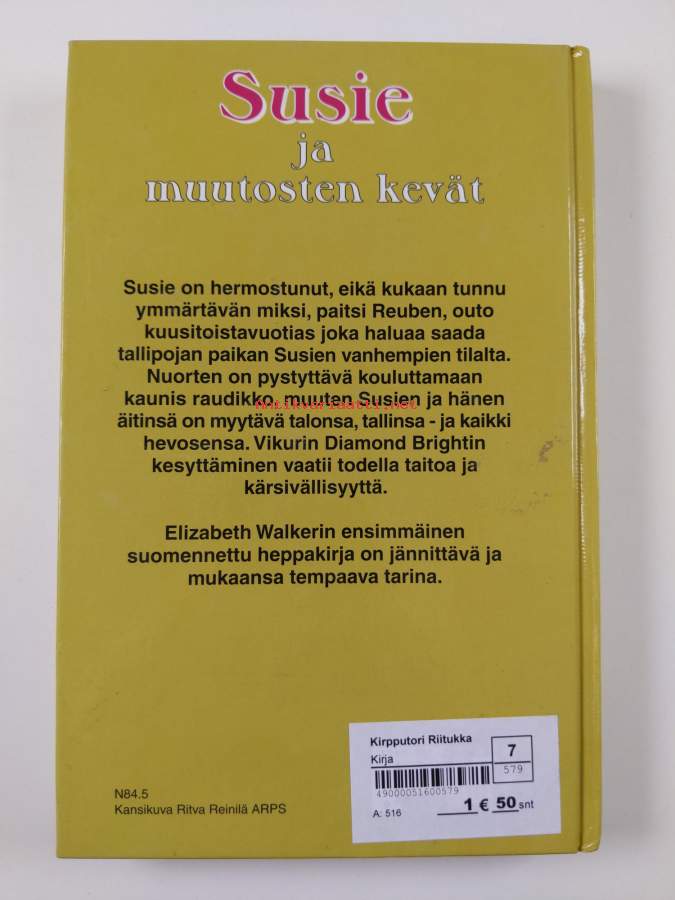 Susie
ja
muutosten kevät
Susie on hermostunut, eikä kukaan tunnu
ymmärtävän miksi, paitsi Reuben, outo
kuusitoistavuotias joka haluaa saada
tallipojan paikan Susien vanhempien tilalta.
Nuorten on pystyttävä kouluttamaan
kaunis raudikko, muuten Susien ja hänen
Antikvariaatti.net
äitinsä on myytävä talonsa, tallinsa - ja kaikki
hevosensa. Vikurin Diamond Brightin
kesyttäminen vaatii todella taitoa ja
kärsivällisyyttä.
Elizabeth Walkerin ensimmäinen
suomennettu heppakirja on jännittävä ja
mukaansa tempaava tarina.
N84.5
Kansikuva Ritva Reinilä ARPS
Kirpputori Riitukka
Kirja
7
579
49000051600579
A: 516
1 € 50 snt